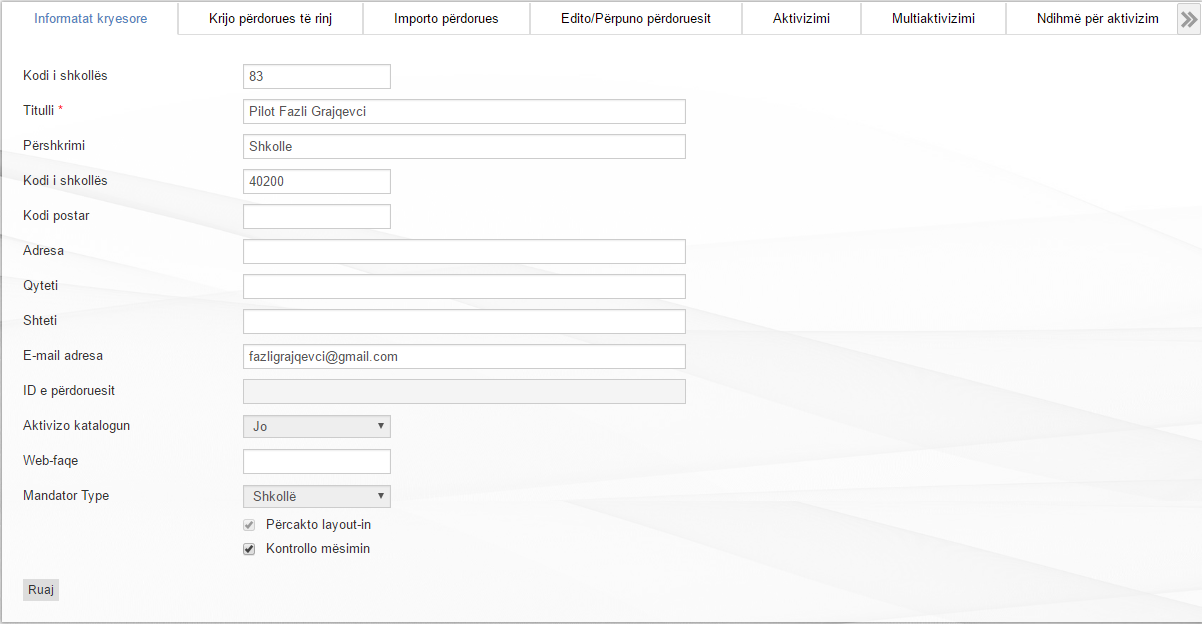 Informatat kryesore Krijo përdorues të rinj Importo përdorues Edito/Përpuno përdoruesit Aktivizimi Multiaktivizimi Ndihmë për aktivizim
Kodi i shkollës 83
Titulli * Pilot Fazli Grajqevci
Përshkrimi Shkolle
Kodi i shkollës 40200
Kodi postar
Adresa
Qyteti
Shteti
E-mail adresa fazligrajqevci@gmail.com
ID e përdoruesit
Aktivizo katalogun Jo
Web-faqe
Mandator Type Shkollë
Përcakto layout-in
Kontrollo mësimin
Ruaj